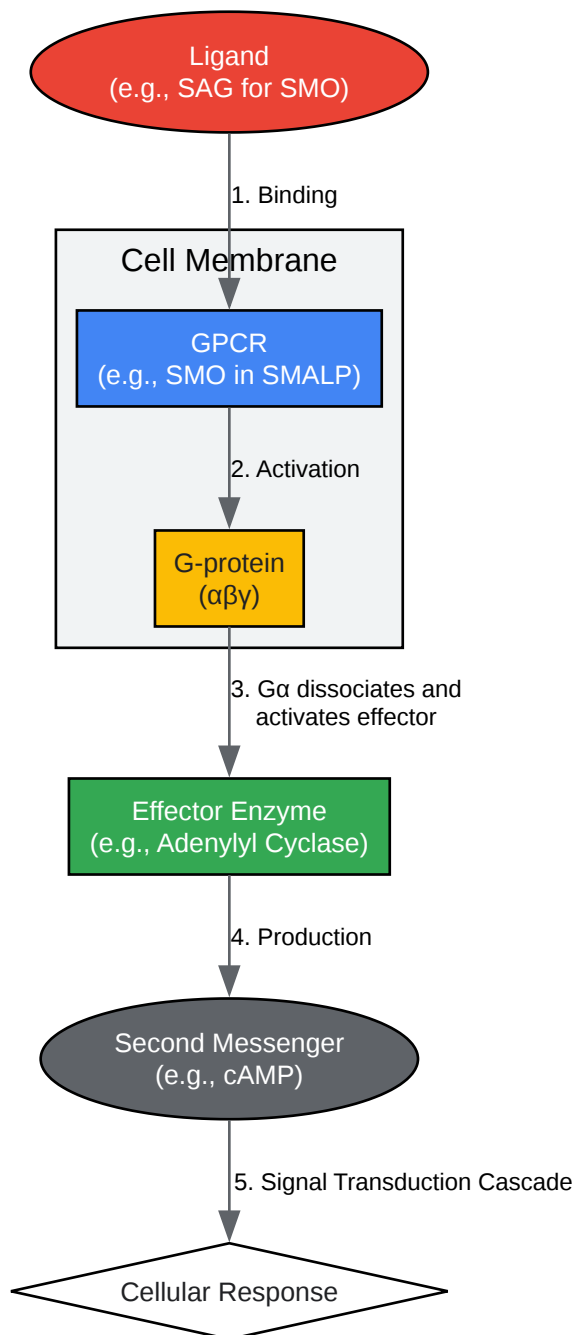 Ligand
(e.g., SAG for SMO)
1. Binding
Cell Membrane
GPCR
(e.g., SMO in SMALP)
2. Activation
G-protein
(αβγ)
3. Gα dissociates and
activates effector
Effector Enzyme
(e.g., Adenylyl Cyclase)
4. Production
Second Messenger
(e.g., cAMP)
5. Signal Transduction Cascade
Cellular Response